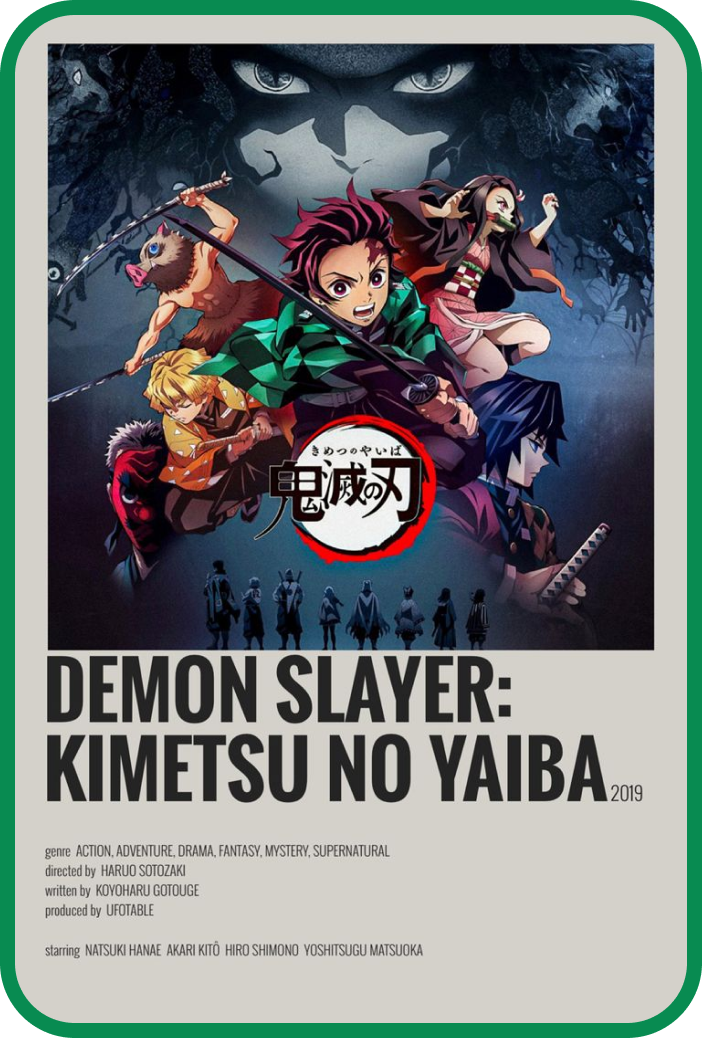 きめつのやいば
鬼滅の刃
DEMON SLAYER:
KIMETSU NO YAIBA 2019
genre ACTION, ADVENTURE, DRAMA, FANTASY, MYSTERY, SUPERNATURAL
directed by HARUO SOTOZAKI
written by KOYOHARU GOTOUGE
produced by UFOTABLE
starring NATSUKI HANAE AKARI KITÔ HIRO SHIMONO YOSHITSUGU MATSUOKA